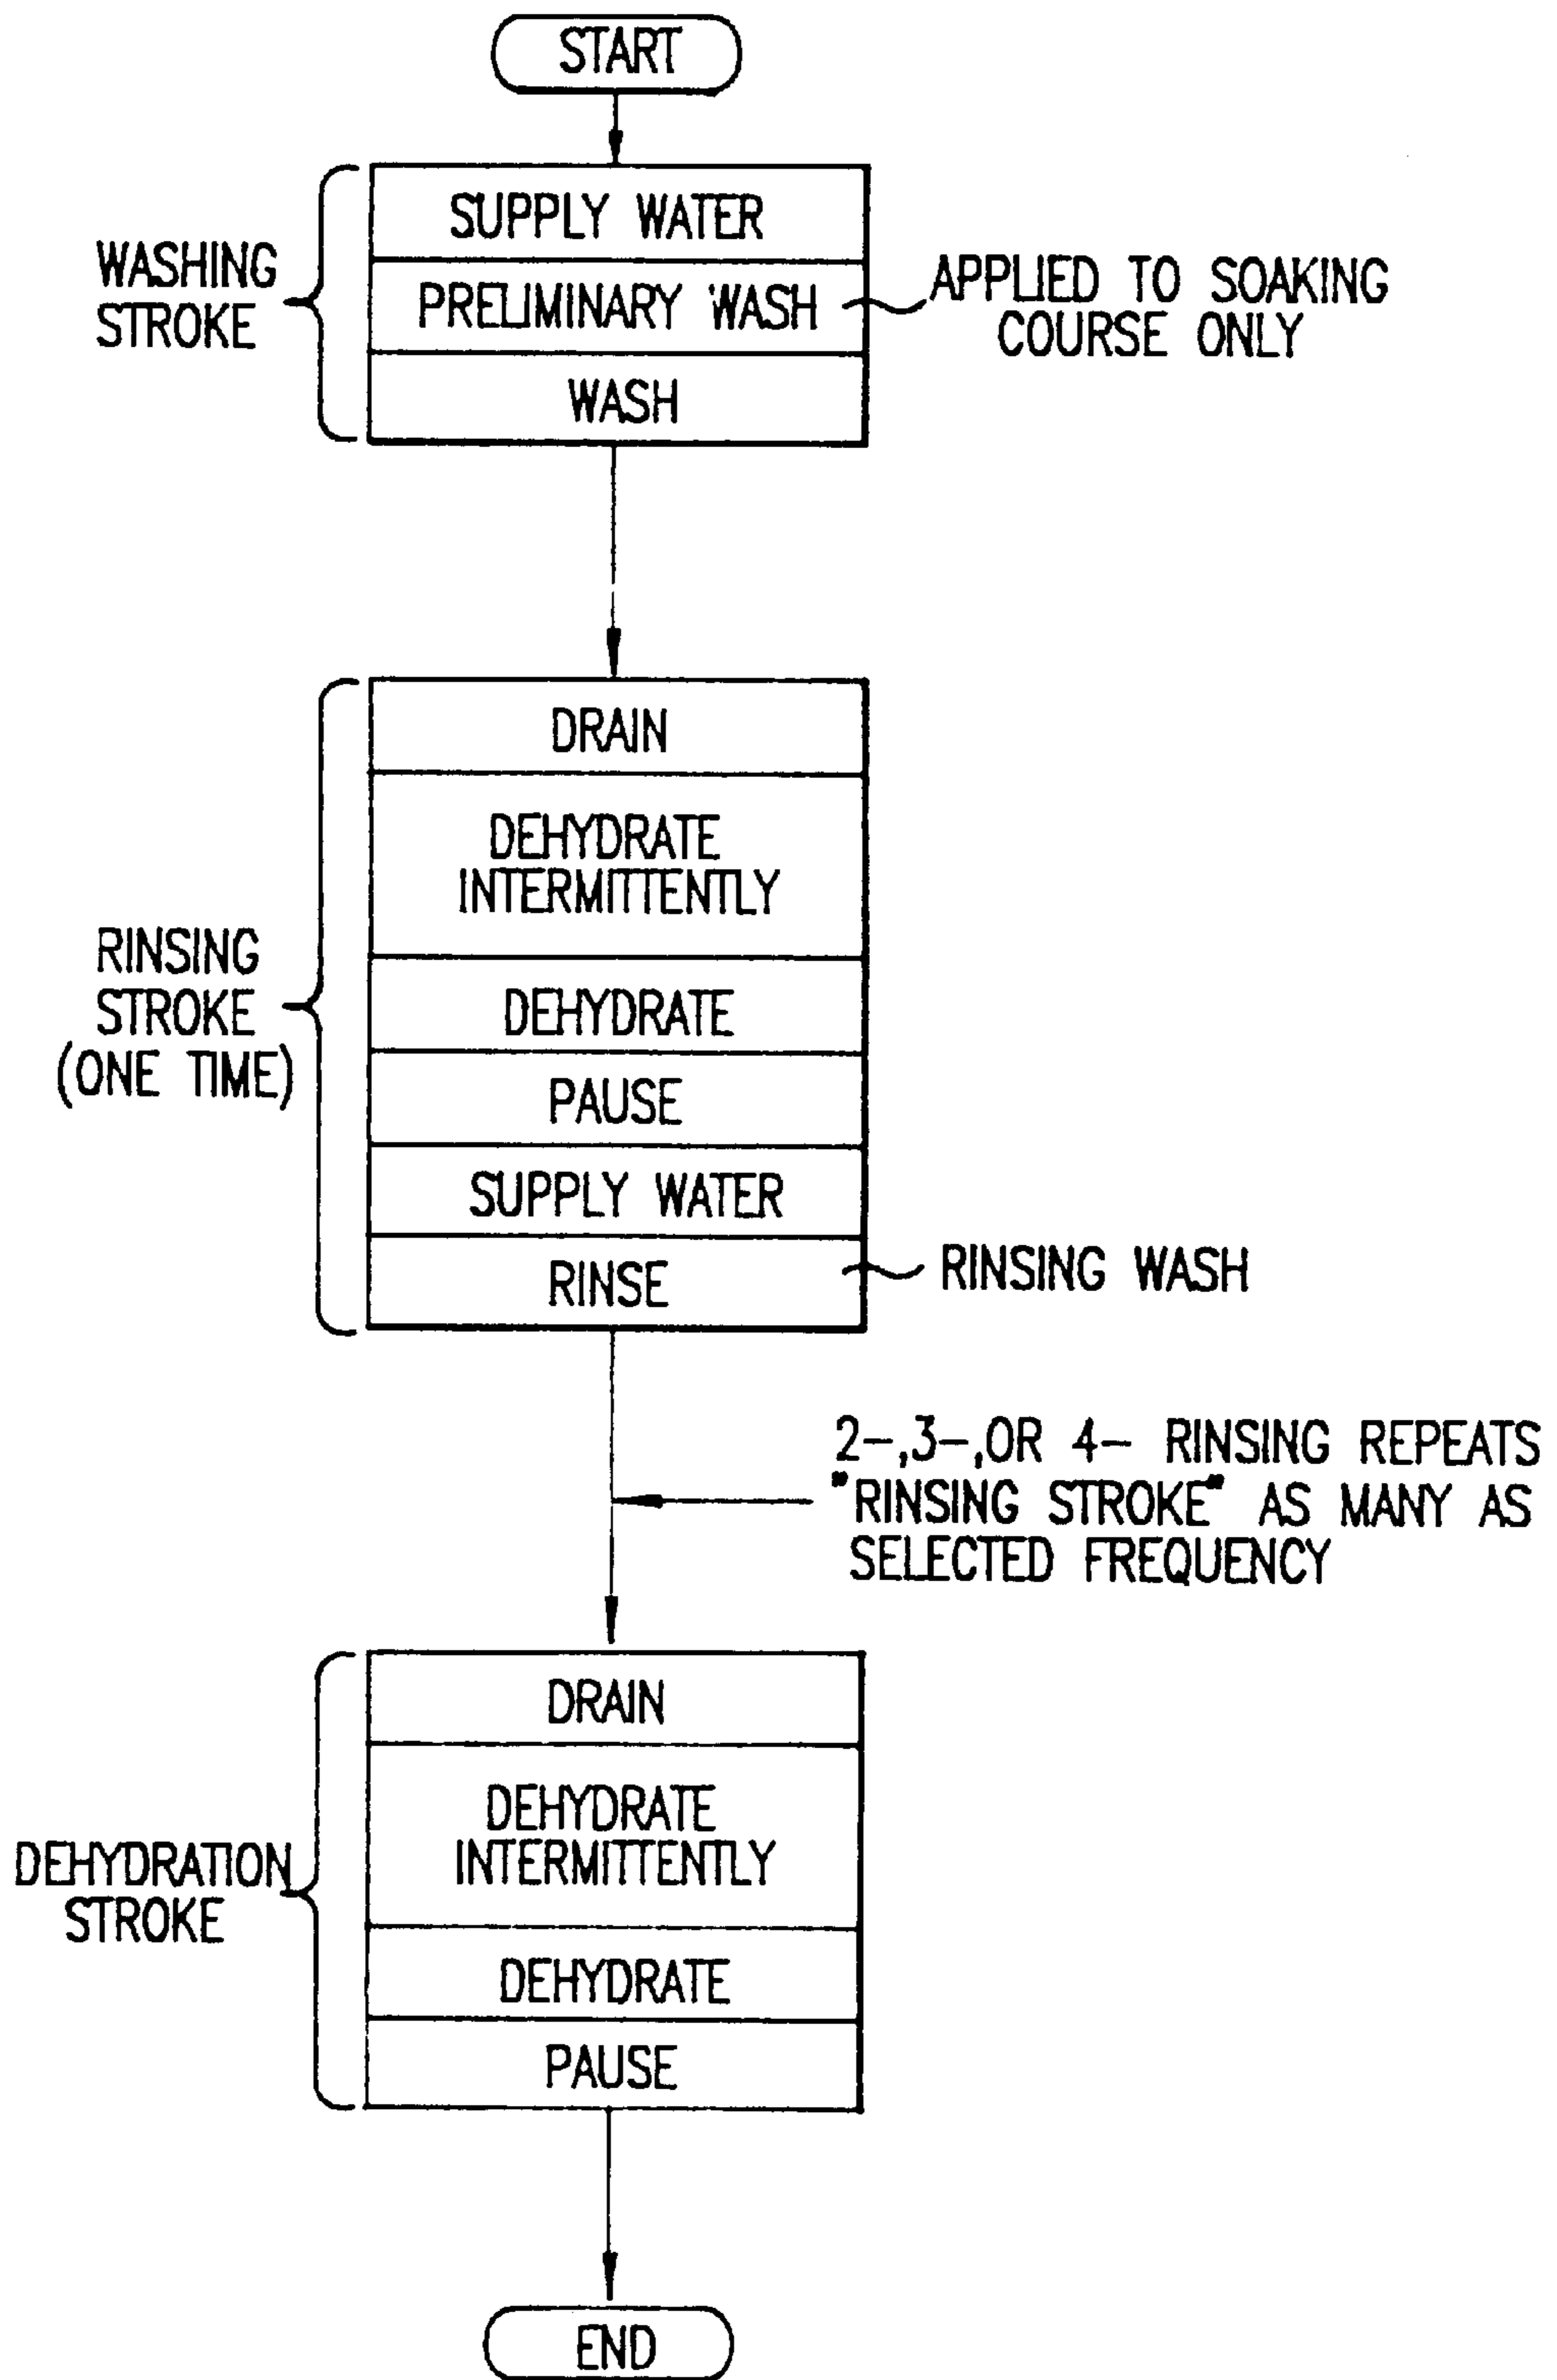 START
SUPPLY WATER
WASHING
STROKE
PRELIMINARY WASH
APPLIED TO SOAKING
COURSE ONLY
WASH
DRAIN
DEHYDRATE
INTERMITTENTLY
RINSING
STROKE
(ONE TIME)
DEHYDRATE
PAUSE
SUPPLY WATER
RINSE
RINSING WASH
2-,3-,OR 4- RINSING REPEATS
"RINSING STROKE" AS MANY AS
SELECTED FREQUENCY
DRAIN
DEHYDRATE
INTERMITTENTLY
DEHYDRATION
STROKE
DEHYDRATE
PAUSE
END